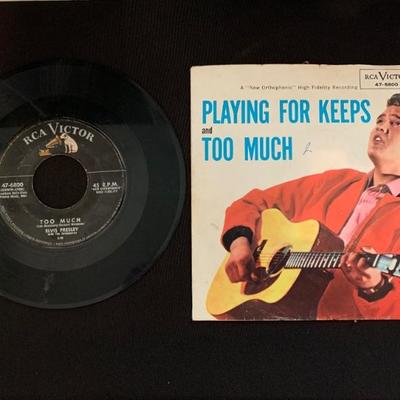 RCA VICTOR
47-6800
45 R.P.M.
TOO MUCH
ELVIS PRESLEY
A "New Orthophonic" High Fidelity Recording
RCA VICTOR
47-6800
PLAYING FOR KEEPS
and
TOO MUCH